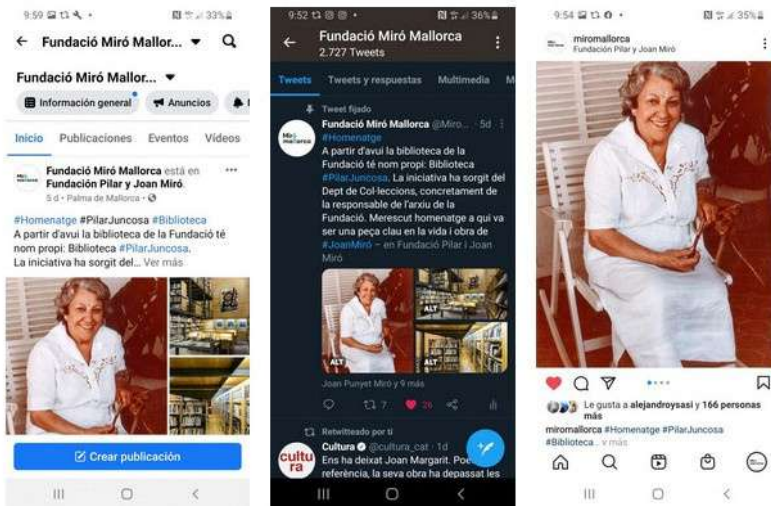 9:59
33%
Fundació Miró Mallor...
Fundació Miró Mallor...
Información general
Anuncios
Inicio Publicaciones Eventos Vídeos
Fundació Miró Mallorca está en
Fundación Pilar y Joan Miró.
5 d • Palma de Mallorca •
#Homenatge #PilarJuncosa #Biblioteca
A partir d'avui la biblioteca de la Fundació té
nom propi: Biblioteca #PilarJuncosa.
La iniciativa ha sorgit del... Ver más
Crear publicación
9:52
36%
Fundació Miró Mallorca
2.727 Tweets
Tweets Tweets y respuestas Multimedia M
Tweet fijado
Fundació Miró Mallorca @Miro... · 5d
#Homenatge
A partir d'avui la biblioteca de la
Fundació té nom propi: Biblioteca
#PilarJuncosa. La iniciativa ha sorgit del
Dept de Col·leccions, concretament de
la responsable de l'arxiu de la
Fundació. Merescut homenatge a qui va
ser una peça clau en la vida i obra de
#JoanMiró – en Fundació Pilar i Joan
Miró
ALT
ALT
ALT
Joan Punyet Miró y 9 más
7
26
Retwitteado por ti
cultu
ra
Cultura @cultura_cat · 1d
Ens ha deixat Joan Margarit. Poe
referència, la seva obra ha depassat les
9:54
35%
miromallorca
Fundación Pilar y Joan Miró
Le gusta a alejandroysasi y 166 personas
más
miromallorca #Homenatge #PilarJuncosa
#Biblioteca...